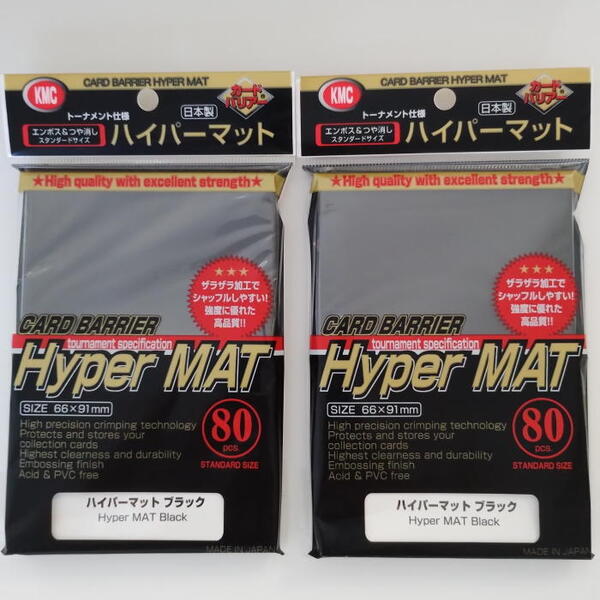 KMC
CARD BARRIER HYPER MAT
カード
バリアー
トーナメント仕様
日本製
エンボス&つや消し
スタンダードサイズ
ハイパーマット
★High quality with excellent strength★
ザラザラ加工で
シャッフルしやすい!
強度に優れた
高品質!!
CARD BARRIER
tournament specification
Hyper MAT
SIZE 66×91mm
80
pcs.
STANDARD SIZE
High precision crimping technology
Protects and stores your
collection cards
Highest clearness and durability
Embossing finish
Acid & PVC free
ハイパーマット ブラック
Hyper MAT Black
MADE IN JAPAN
KMC
CARD BARRIER HYPER MAT
カード
バリアー
トーナメント仕様
日本製
エンボス&つや消し
スタンダードサイズ
ハイパーマット
★High quality with excellent strength★
ザラザラ加工で
シャッフルしやすい!
強度に優れた
高品質!!
CARD BARRIER
tournament specification
Hyper MAT
SIZE 66×91mm
80
pcs.
STANDARD SIZE
High precision crimping technology
Protects and stores your
collection cards
Highest clearness and durability
Embossing finish
Acid & PVC free
ハイパーマット ブラック
Hyper MAT Black
MADE IN JAPAN